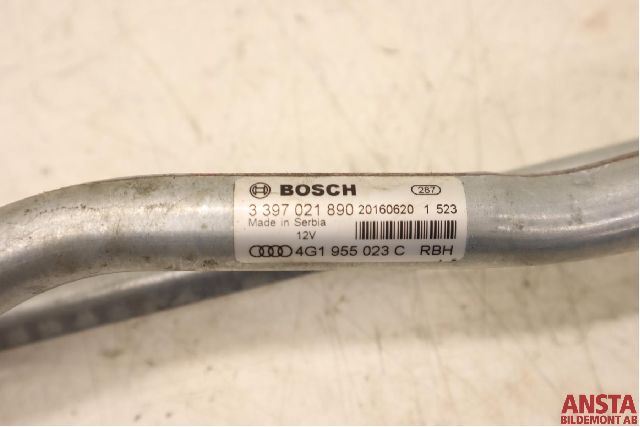 BOSCH 287
3 397 021 890 20160620 1 523
Made in Serbia
12V
4G1 955 023 C RBH
ANSTA
BILDEMONT AB